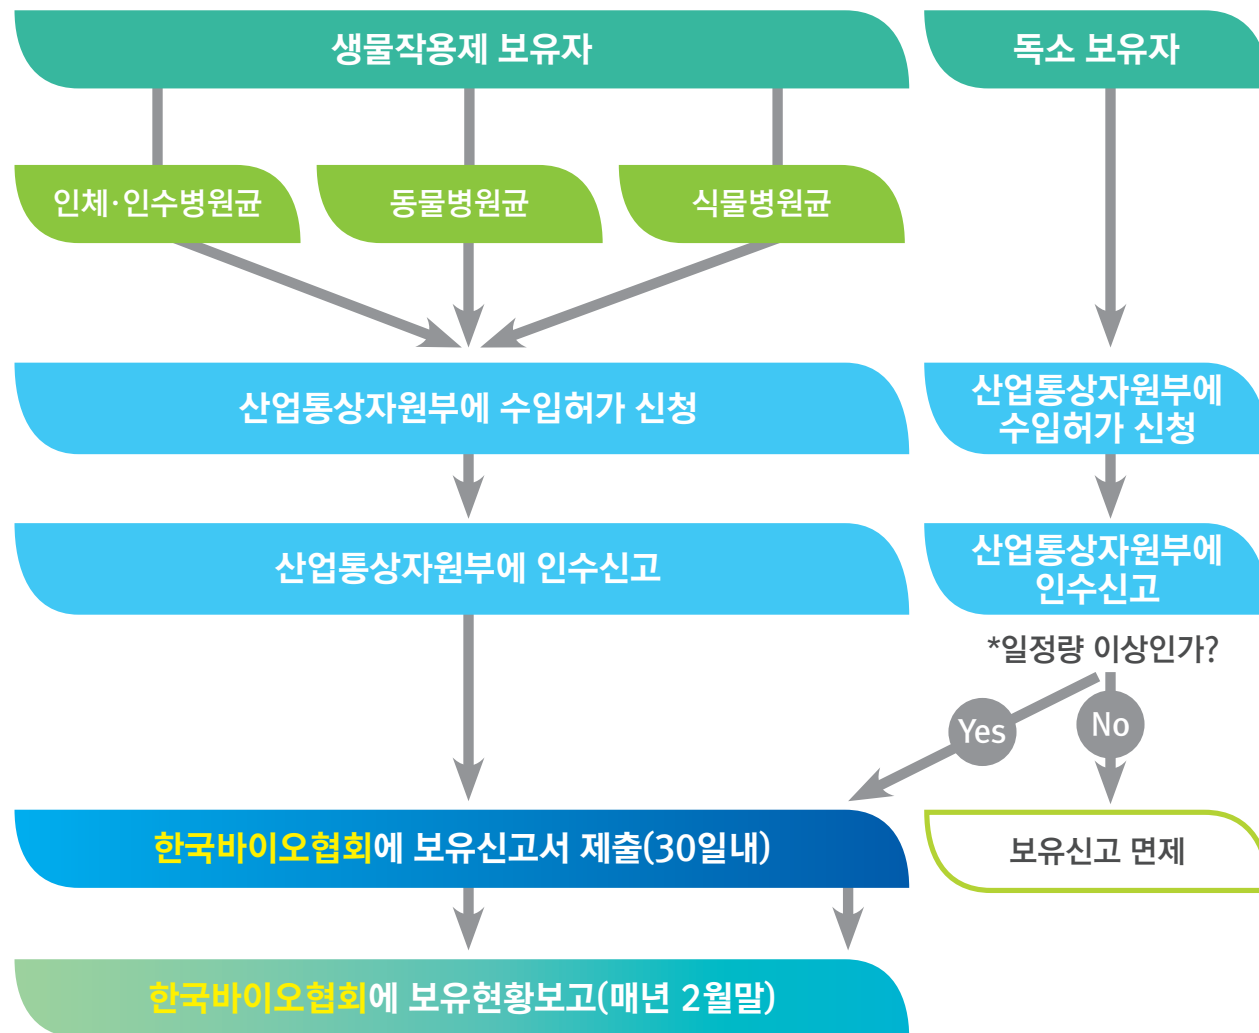 생물작용제 보유자
독소 보유자
인체·인수병원균
동물병원균
식물병원균
산업통상자원부에 수입허가 신청
산업통상자원부에
수입허가 신청
산업통상자원부에 인수신고
산업통상자원부에
인수신고
*일정량 이상인가?
Yes
No
한국바이오협회에 보유신고서 제출(30일내)
보유신고 면제
한국바이오협회에 보유현황보고(매년 2월말)